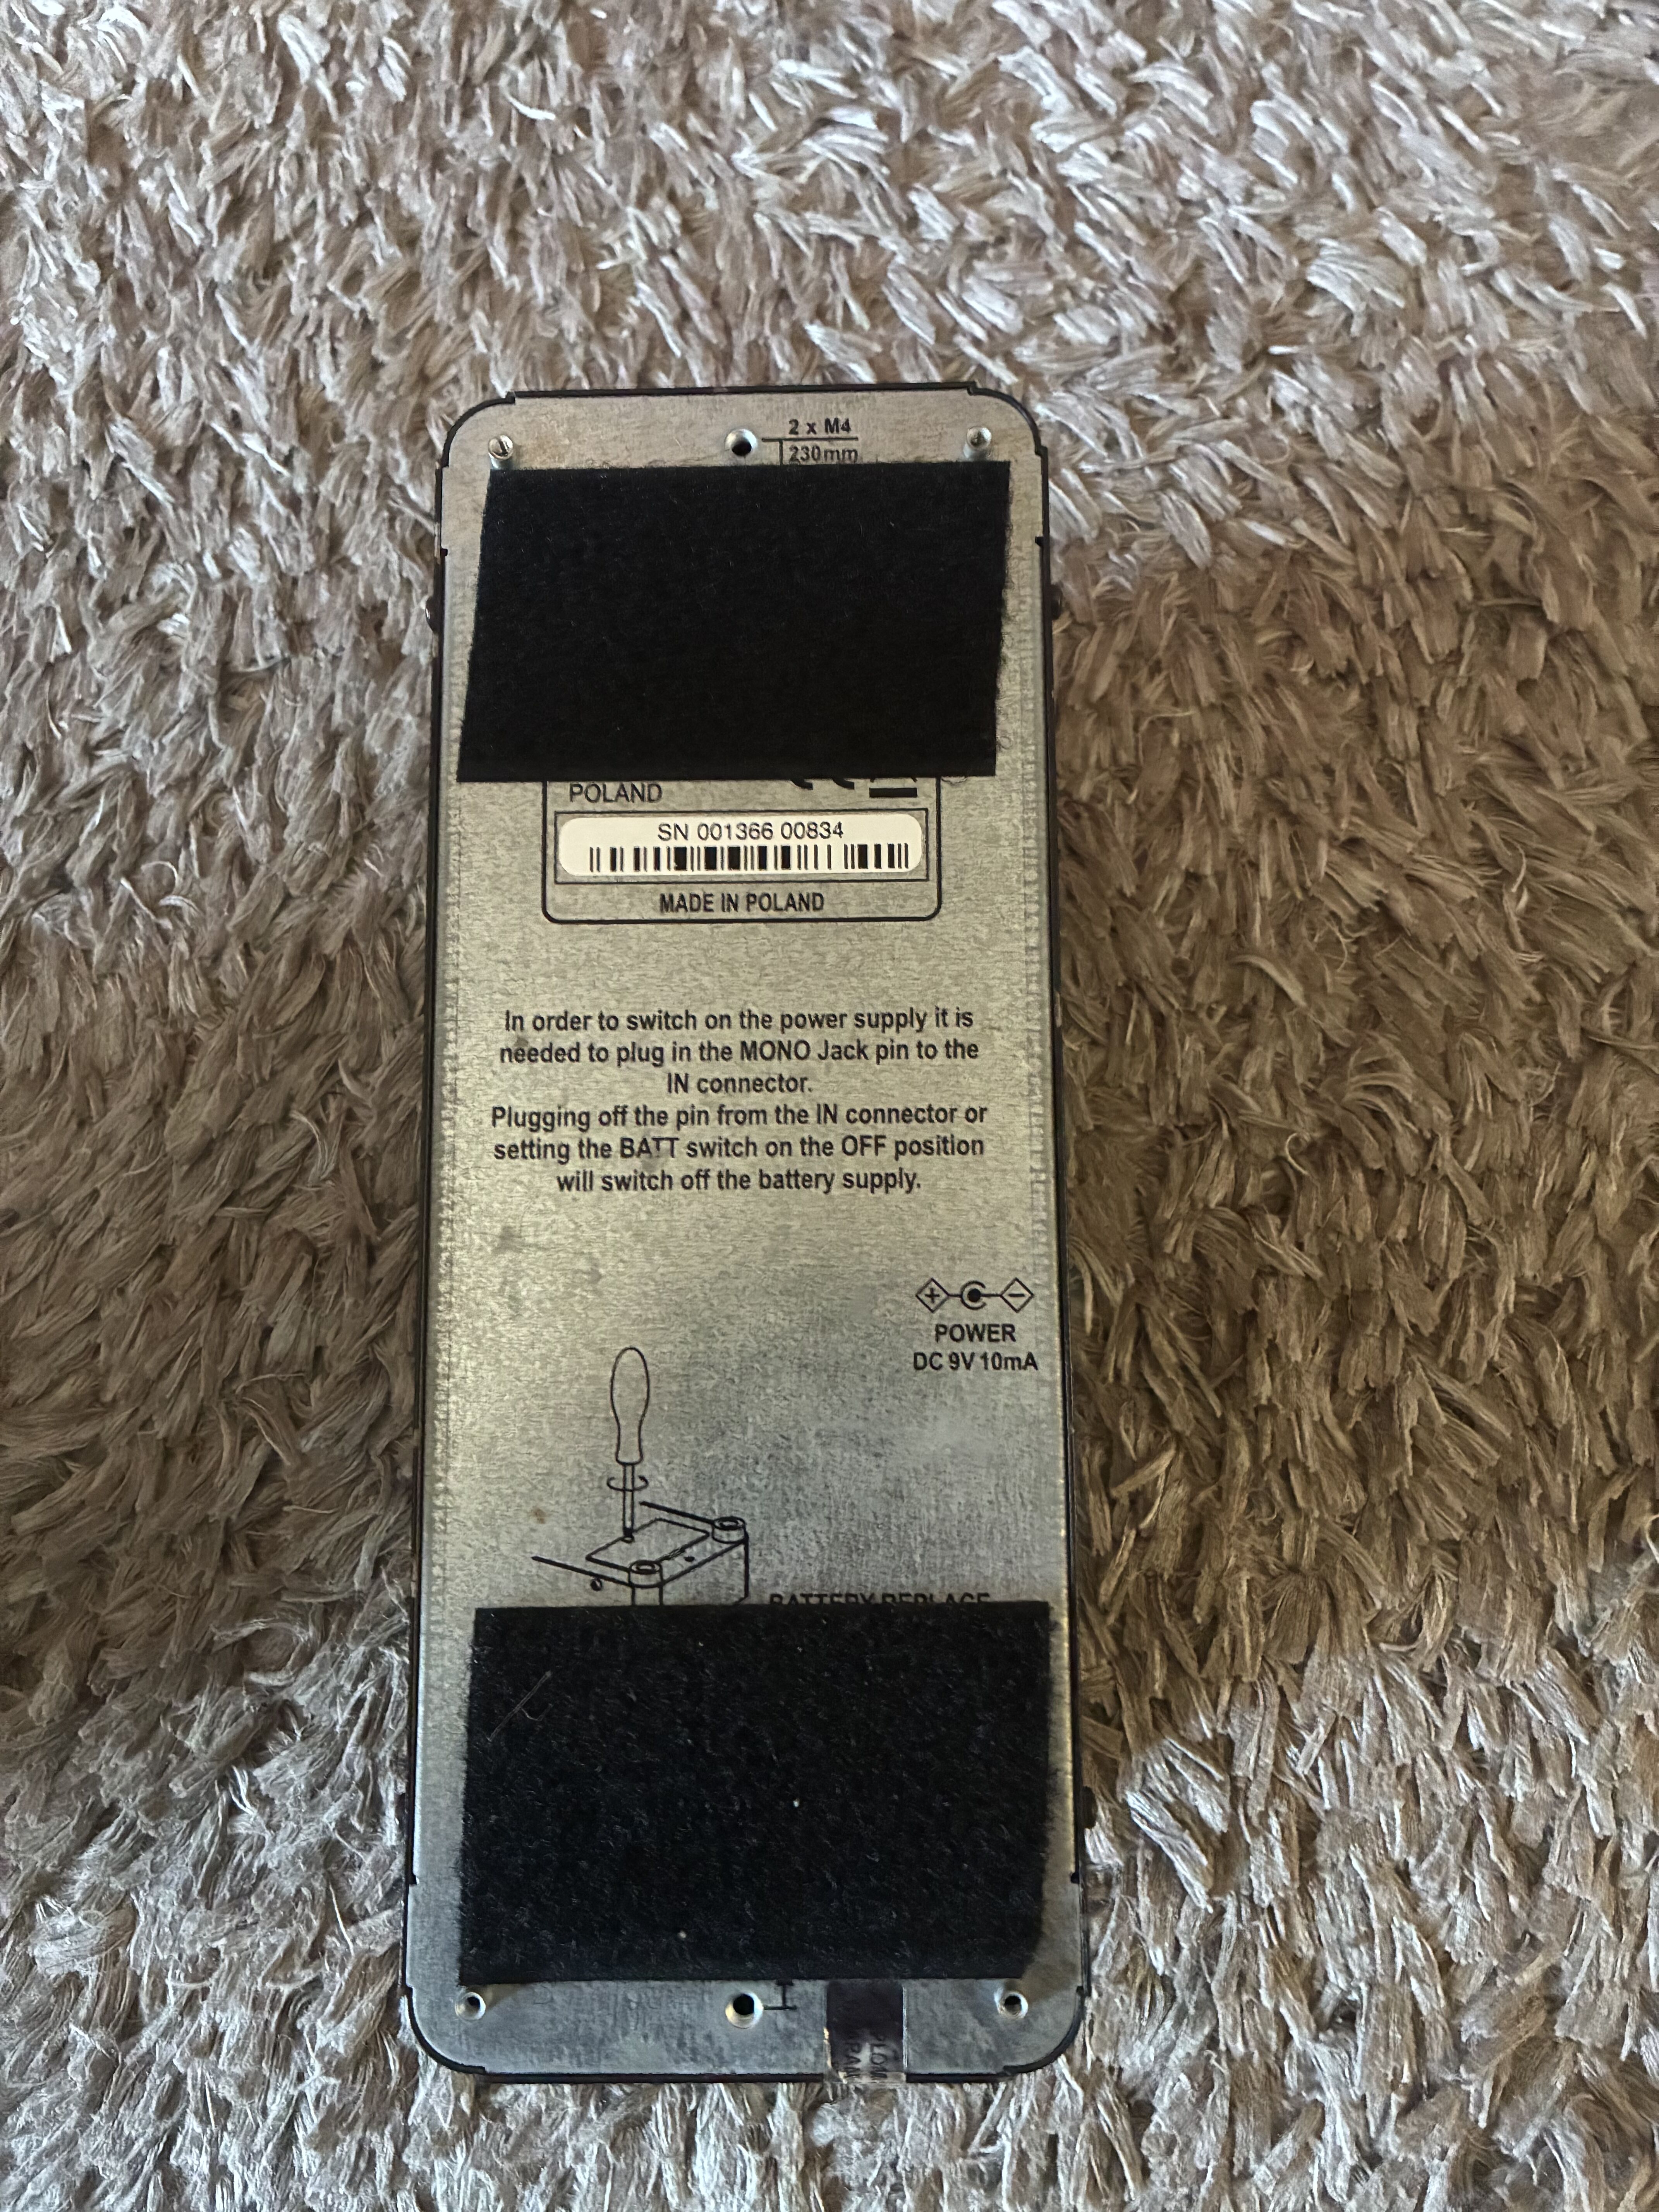 2 x M4
230mm
POLAND
SN 001366 00834
MADE IN POLAND
In order to switch on the power supply it is
needed to plug in the MONO Jack pin to the
IN connector.
Plugging off the pin from the IN connector or
setting the BATT switch on the OFF position
will switch off the battery supply.
POWER
DC 9V 10mA
BATTERY REPLACE